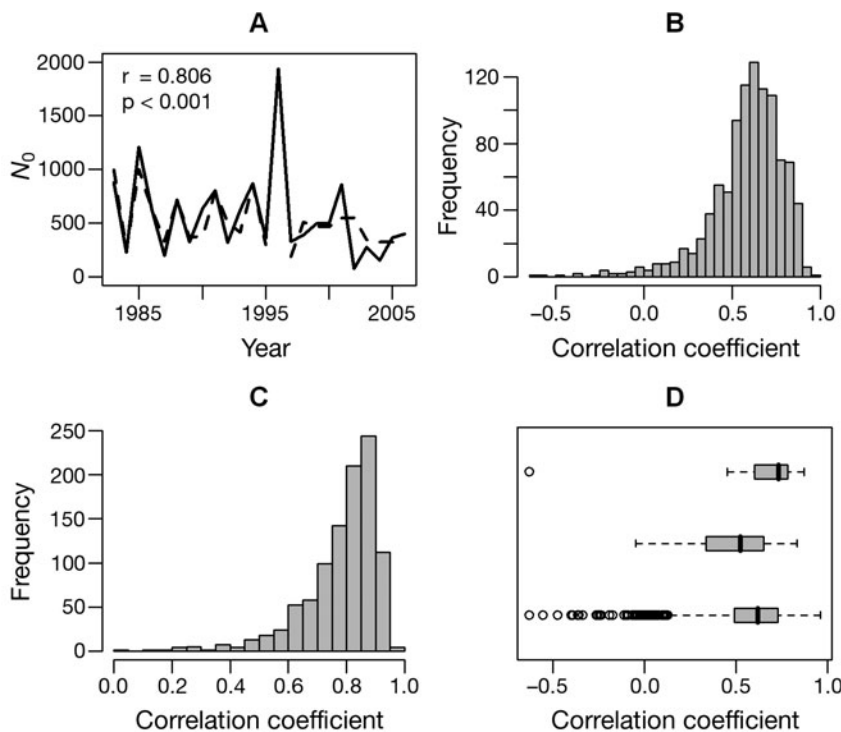 A
2000
1500
1000
500
0
N0
r = 0.806
p < 0.001
1985
1995
2005
Year
B
120
80
40
0
Frequency
−0.5
0.0
0.5
1.0
Correlation coefficient
C
250
200
150
100
50
0
Frequency
0.0
0.2
0.4
0.6
0.8
1.0
Correlation coefficient
D
−0.5
0.0
0.5
1.0
Correlation coefficient